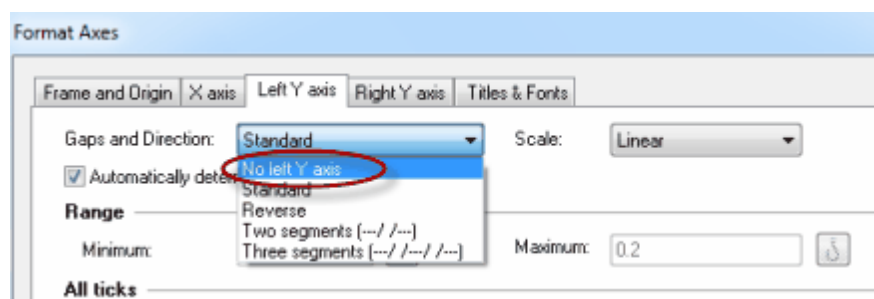 Format Axes
Frame and Origin X axis Left Y axis Right Y axis Titles & Fonts
Gaps and Direction: Standard Scale: Linear
No left Y axis
Automatically
Standard
Range
Reverse
Two segments (---/ /---)
Minimum: Three segments (---/ /---/ /---) Maximum: 0.2
All ticks